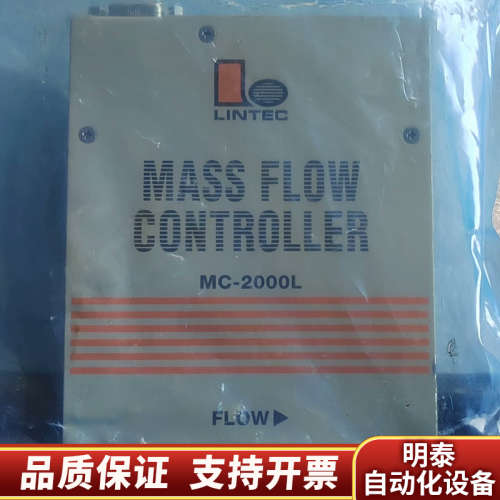 LINTEC
MASS FLOW
CONTROLLER
MC-2000L
FLOW
品质保证 支持开票
明泰
自动化设备